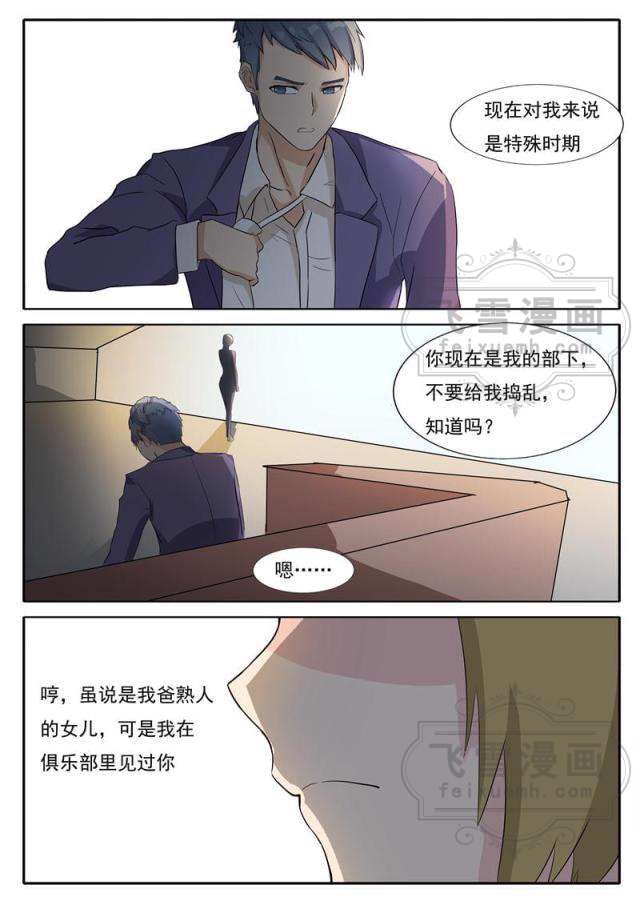 现在对我来说
是特殊时期
飞雪漫画
feixuemh.com
你现在是我的部下，
不要给我捣乱，
知道吗？
嗯……
哼，虽说是我爸熟人
的女儿，可是我在
俱乐部里见过你
飞雪漫画
feixuemh.com